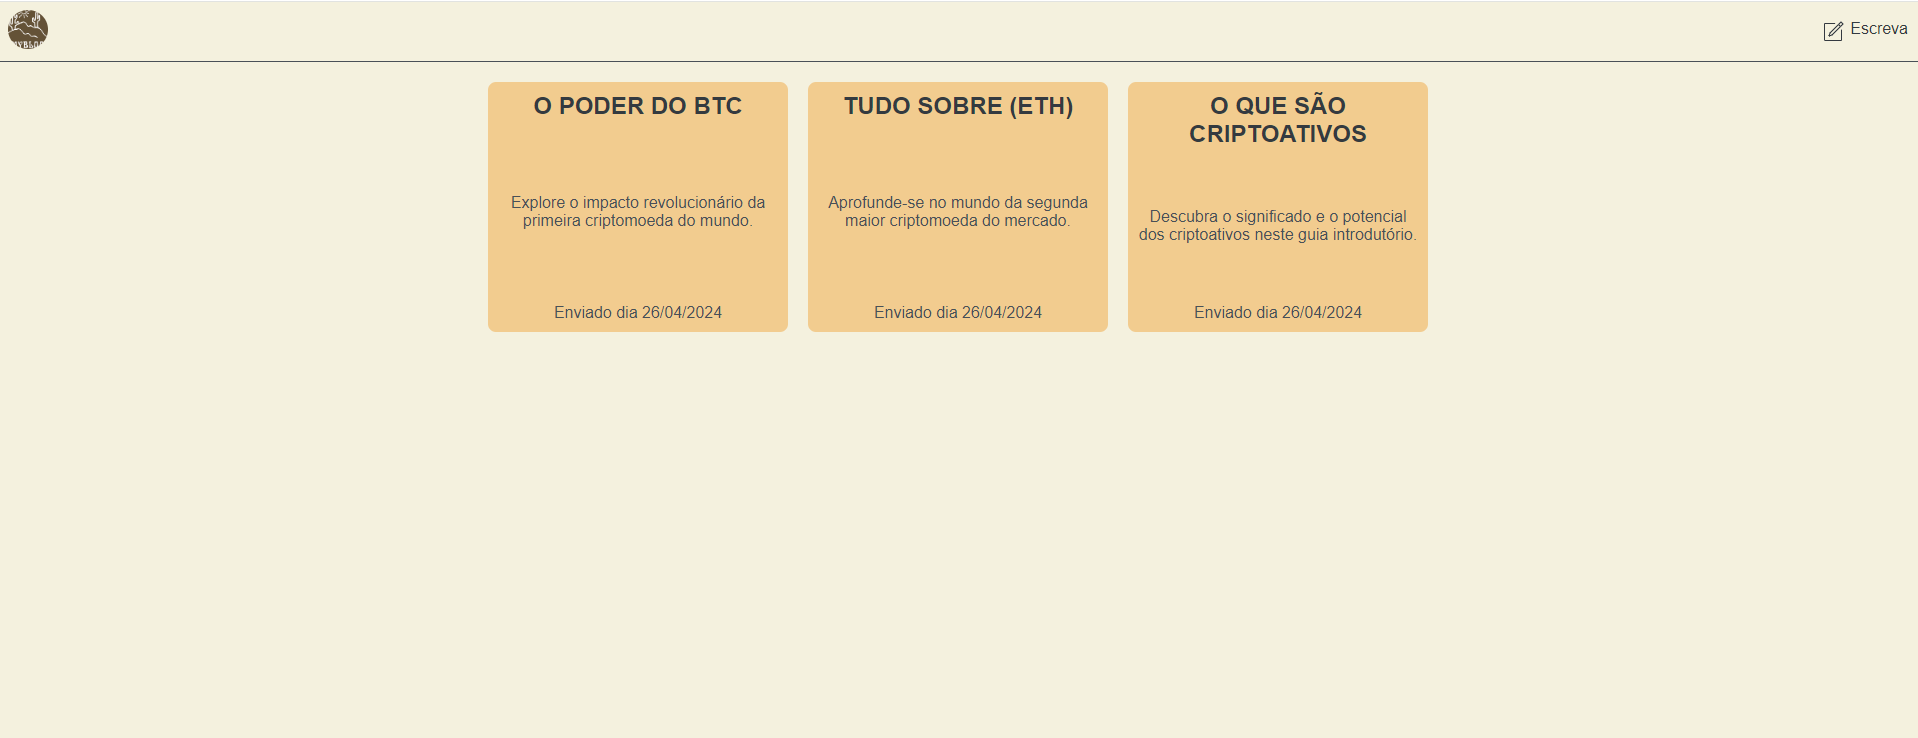 Escreva
O PODER DO BTC
Explore o impacto revolucionário da
primeira criptomoeda do mundo.
Enviado dia 26/04/2024
TUDO SOBRE (ETH)
Aprofunde-se no mundo da segunda
maior criptomoeda do mercado.
Enviado dia 26/04/2024
O QUE SÃO
CRIPTOATIVOS
Descubra o significado e o potencial
dos criptoativos neste guia introdutório.
Enviado dia 26/04/2024